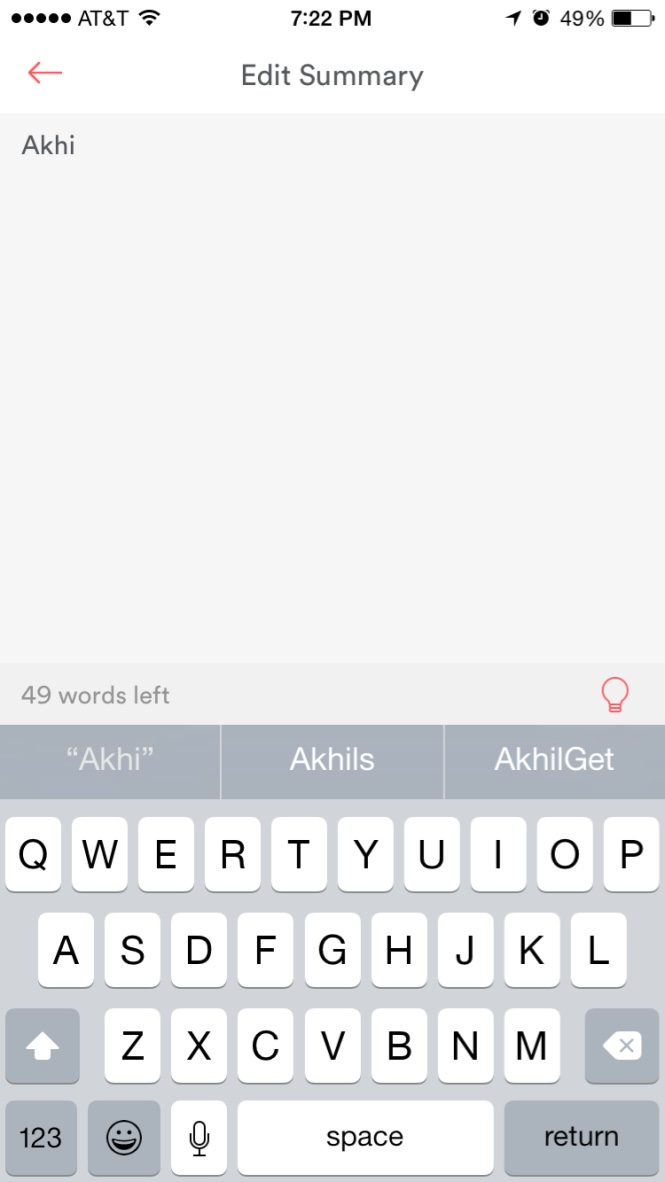 AT&T 7:22 PM 49%
Edit Summary
Akhi
49 words left
“Akhi” Akhils AkhilGet
Q W E R T Y U I O P
A S D F G H J K L
Z X C V B N M
123 space return